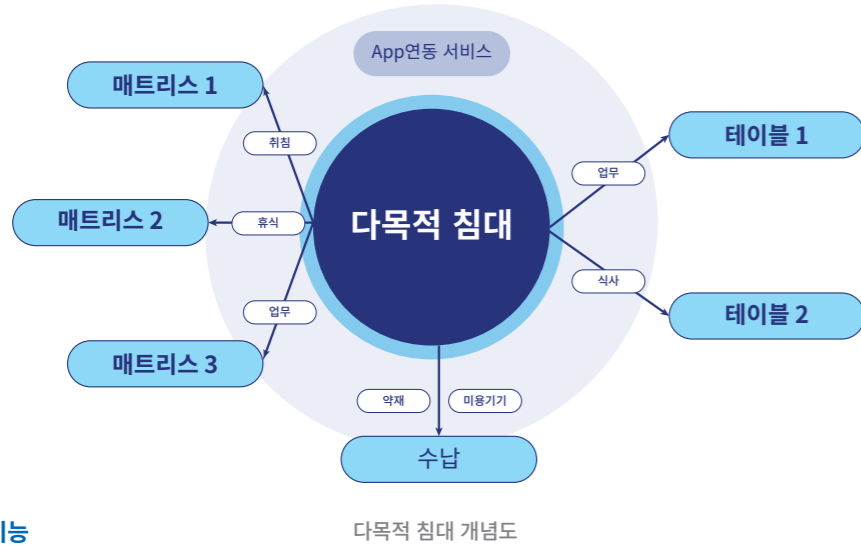 App연동 서비스
매트리스 1
취침
테이블 1
업무
다목적 침대
매트리스 2
휴식
식사
업무
테이블 2
매트리스 3
약재
미용기기
수납
다목적 침대 개념도